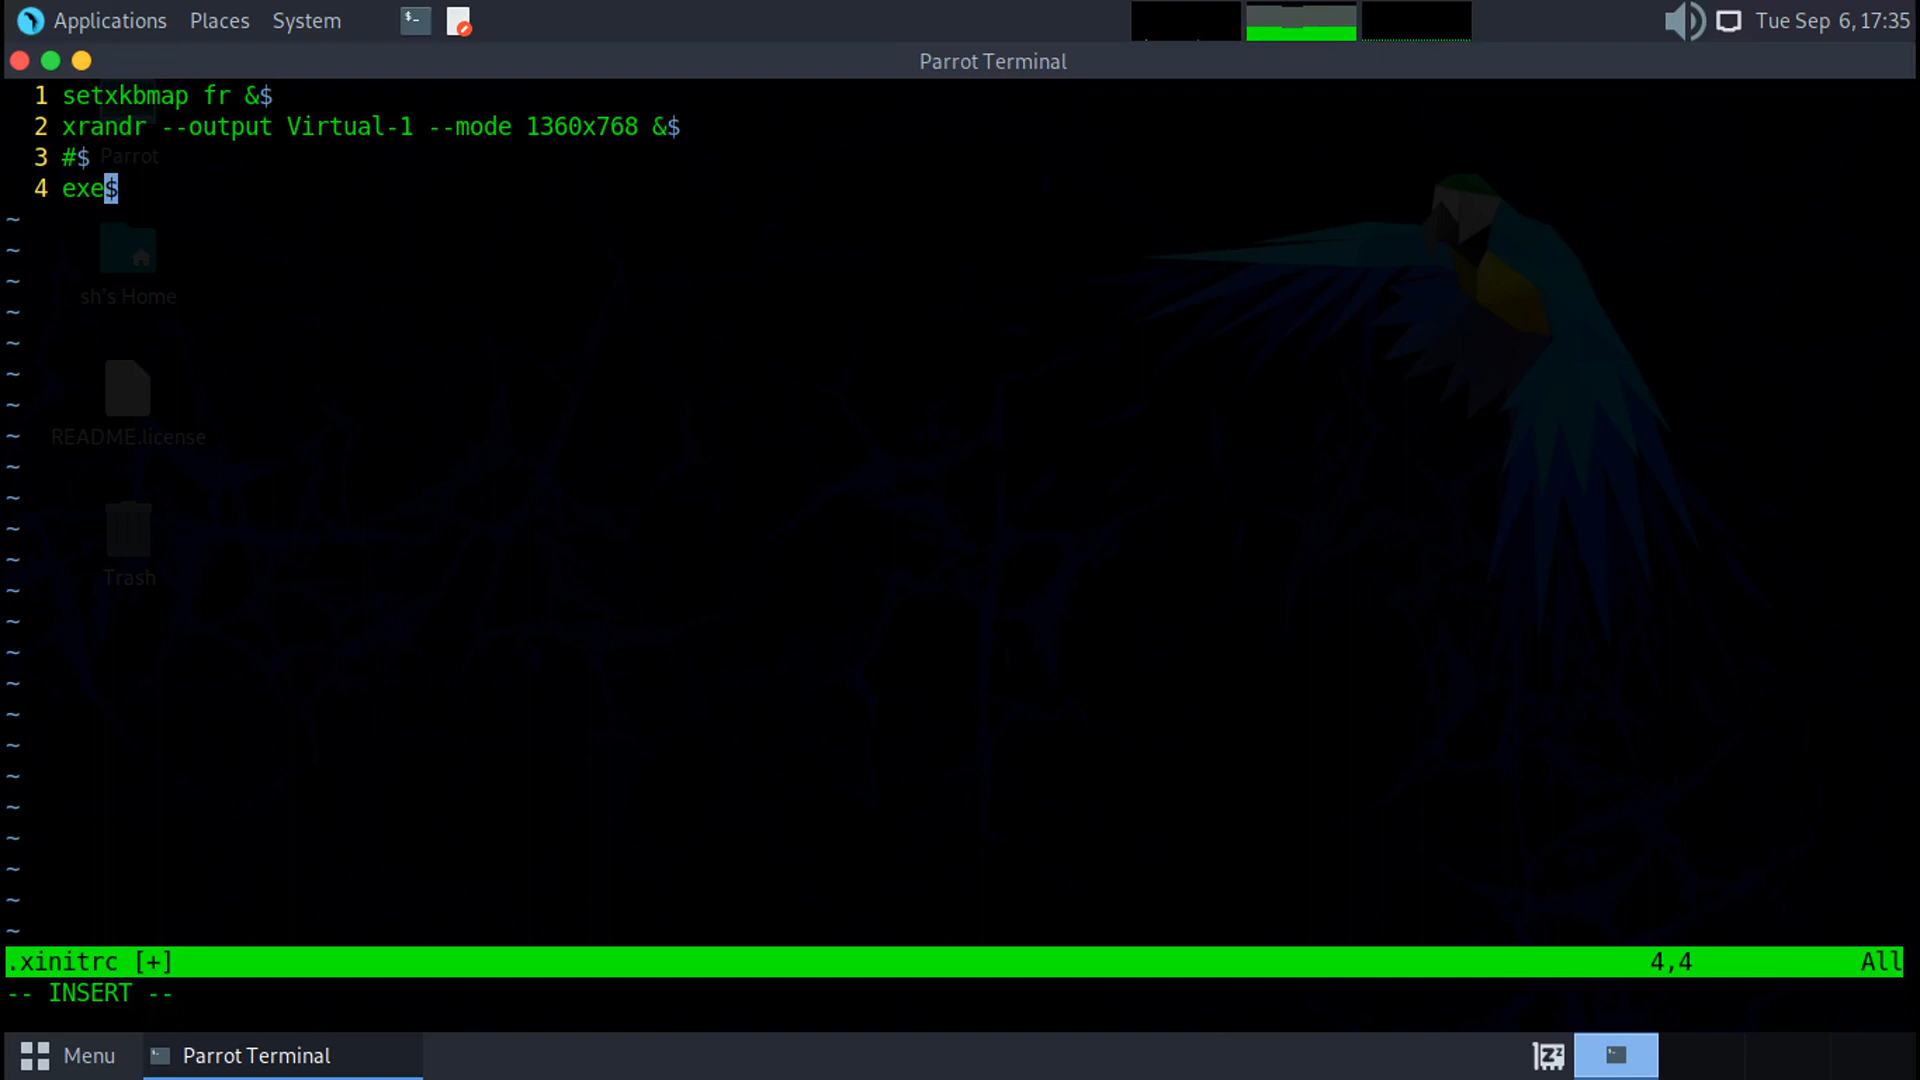 Applications Places System Tue Sep 6, 17:35
Parrot Terminal
1 setxkbmap fr &$
2 xrandr --output Virtual-1 --mode 1360x768 &$
3 #$
Parrot
4 exe$
~
~
~
sh's Home
~
~
~
~
README.license
~
~
~
~
~
Trash
~
~
~
~
~
~
~
~
~
~
~
~
.xinitrc [+] 4,4 All
-- INSERT --
Menu Parrot Terminal